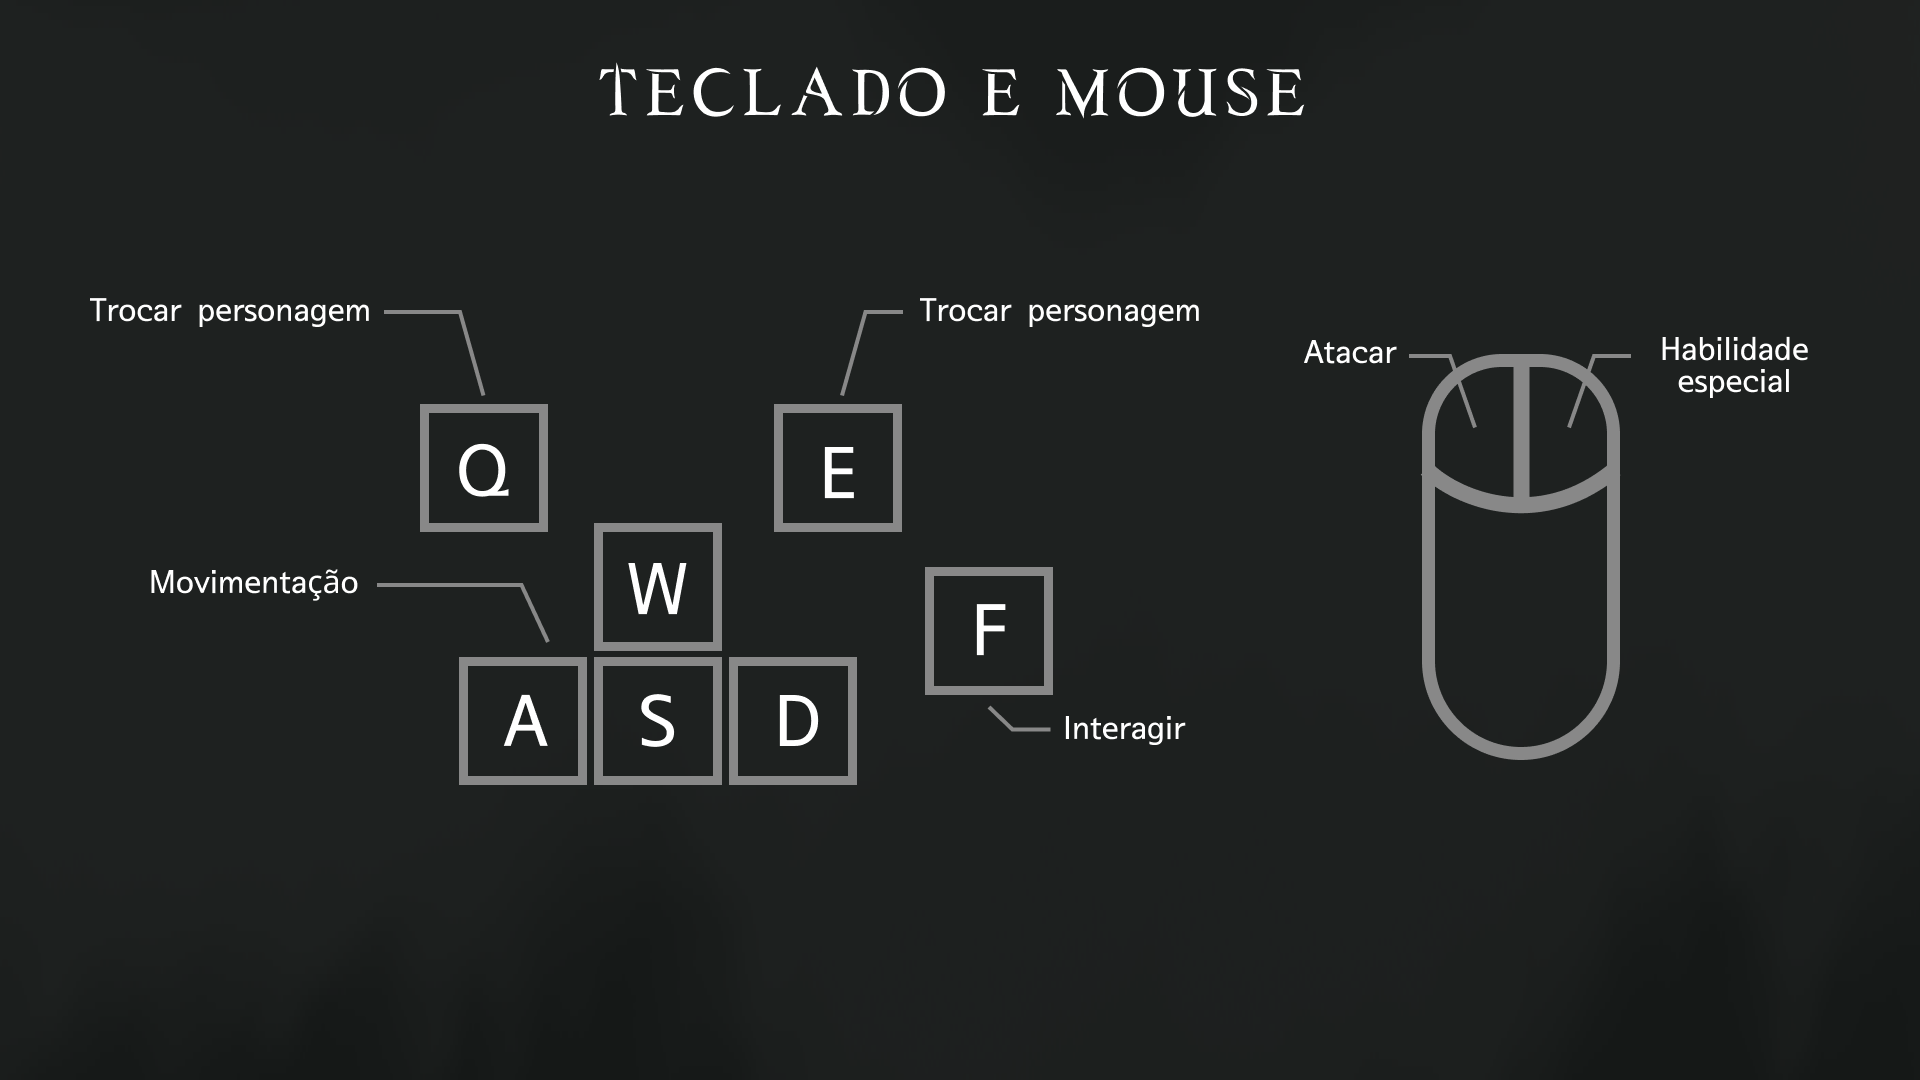 TECLADO E MOUSE
Trocar personagem
Trocar personagem
Atacar
Habilidade
especial
Q
E
Movimentação
W
F
A
S
D
Interagir